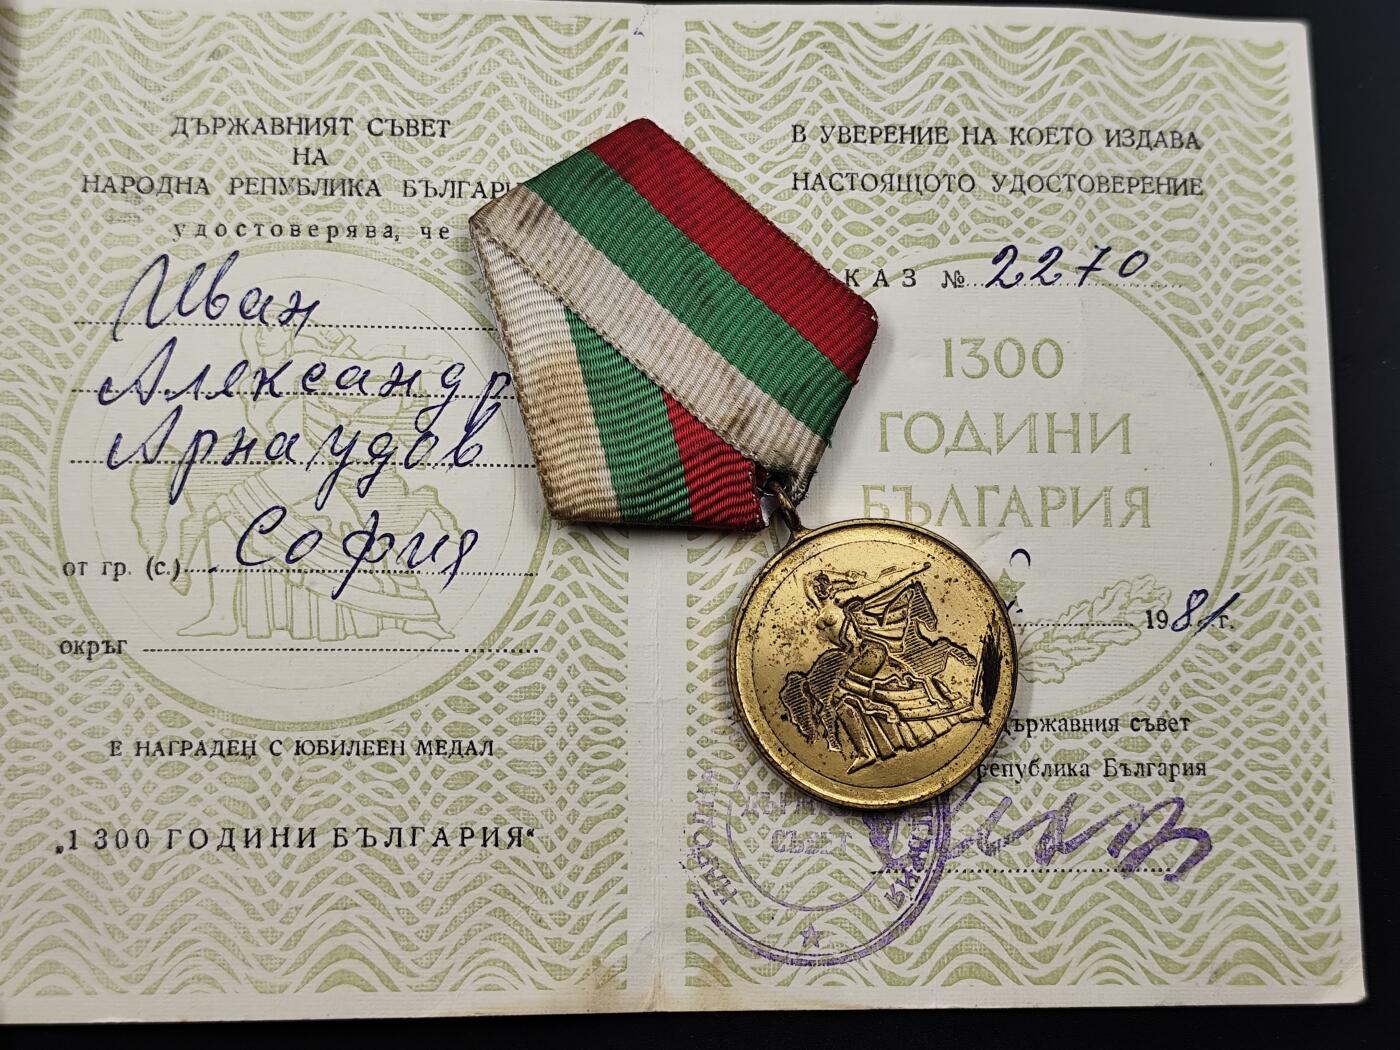 ДЪРЖАВНИЯТ СЪВЕТ
НА
НАРОДНА РЕПУБЛИКА БЪЛГАРИ
удостоверява, че
Иван
Александр
Арнаудов
от гр. (с.) София
окръг
Е НАГРАДЕН С ЮБИЛЕЕН МЕДАЛ
„1300 ГОДИНИ БЪЛГАРИЯ“
В УВЕРЕНИЕ НА КОЕТО ИЗДАВА
НАСТОЯЩОТО УДОСТОВЕРЕНИЕ
КАЗ № 2270
1300
ГОДИНИ
БЪЛГАРИЯ
1981 г.
Държавния съвет
република България
НАРОДНА
СЪВЕТ